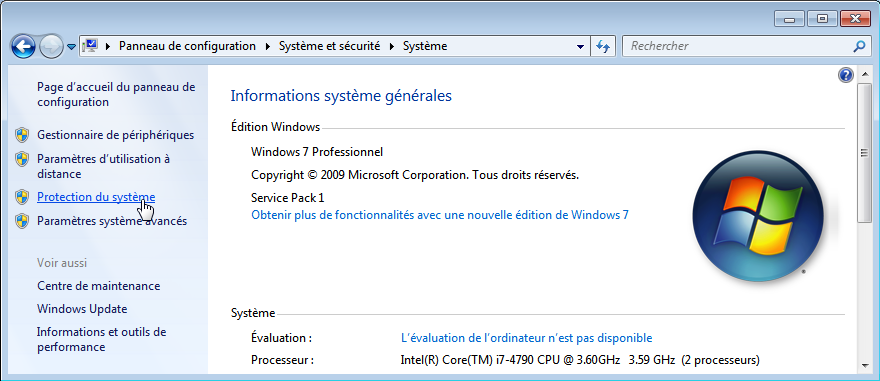 Panneau de configuration Système et sécurité Système
Rechercher
Page d'accueil du panneau de
configuration
Gestionnaire de périphériques
Paramètres d'utilisation à
distance
Protection du système
Paramètres système avancés
Voir aussi
Centre de maintenance
Windows Update
Informations et outils de
performance
Informations système générales
Édition Windows
Windows 7 Professionnel
Copyright © 2009 Microsoft Corporation. Tous droits réservés.
Service Pack 1
Obtenir plus de fonctionnalités avec une nouvelle édition de Windows 7
Système
Évaluation : L'évaluation de l'ordinateur n'est pas disponible
Processeur : Intel(R) Core(TM) i7-4790 CPU @ 3.60GHz 3.59 GHz (2 processeurs)